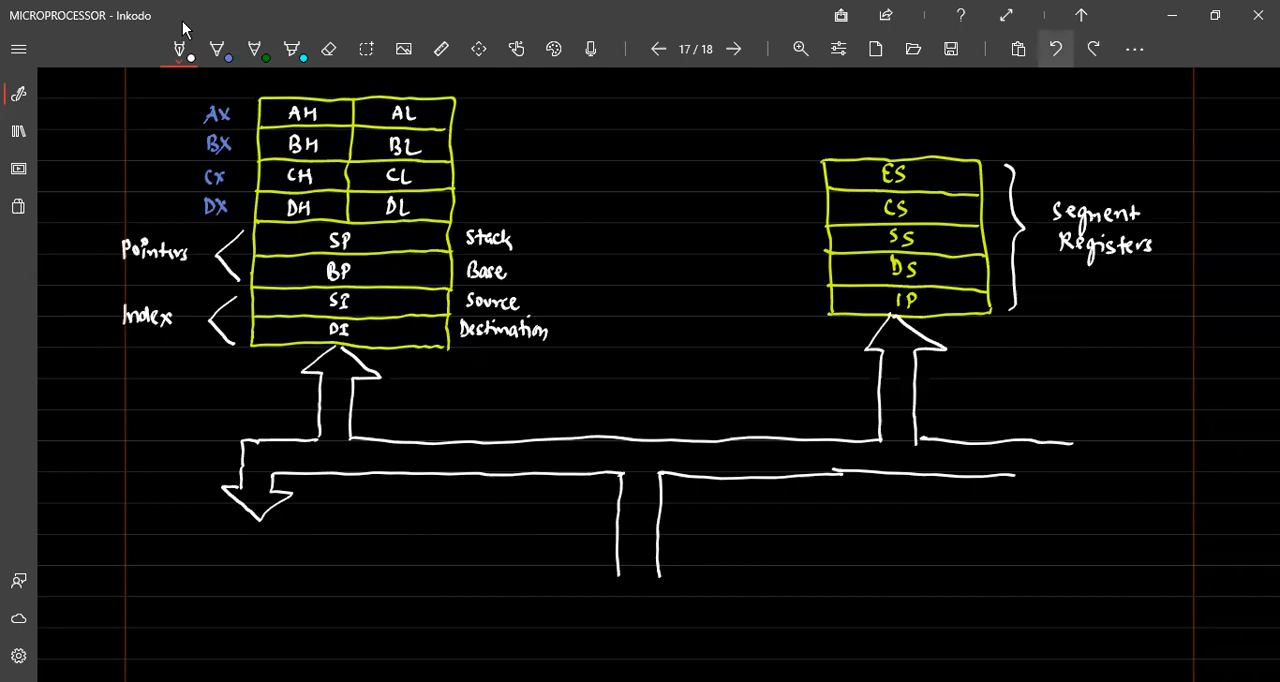 MICROPROCESSOR - Inkodo
17 / 18
AX AH AL
BX BH BL
CX CH CL
DX DH DL
Pointers
SP Stack
BP Base
Index
SI Source
DI Destination
ES
CS
SS
DS
IP
Segment
Registers